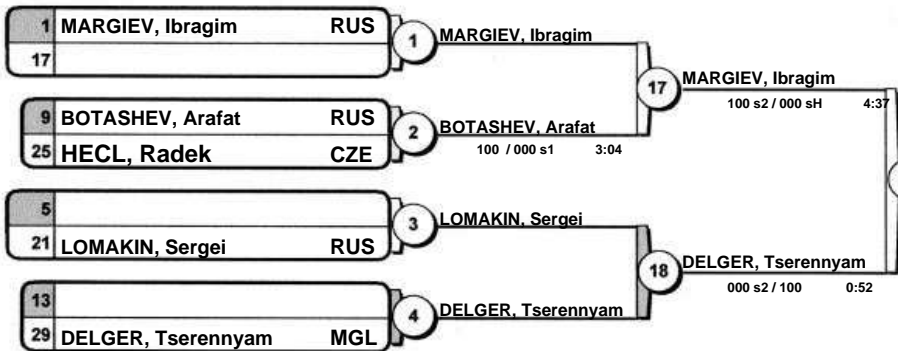 1 MARGIEV, Ibragim RUS
17
1 MARGIEV, Ibragim
9 BOTASHEV, Arafat RUS
25 HECL, Radek CZE
2 BOTASHEV, Arafat
100 / 000 s1 3:04
17 MARGIEV, Ibragim
100 s2 / 000 sH 4:37
5
21 LOMAKIN, Sergei RUS
3 LOMAKIN, Sergei
13
29 DELGER, Tserennyam MGL
4 DELGER, Tserennyam
18 DELGER, Tserennyam
000 s2 / 100 0:52